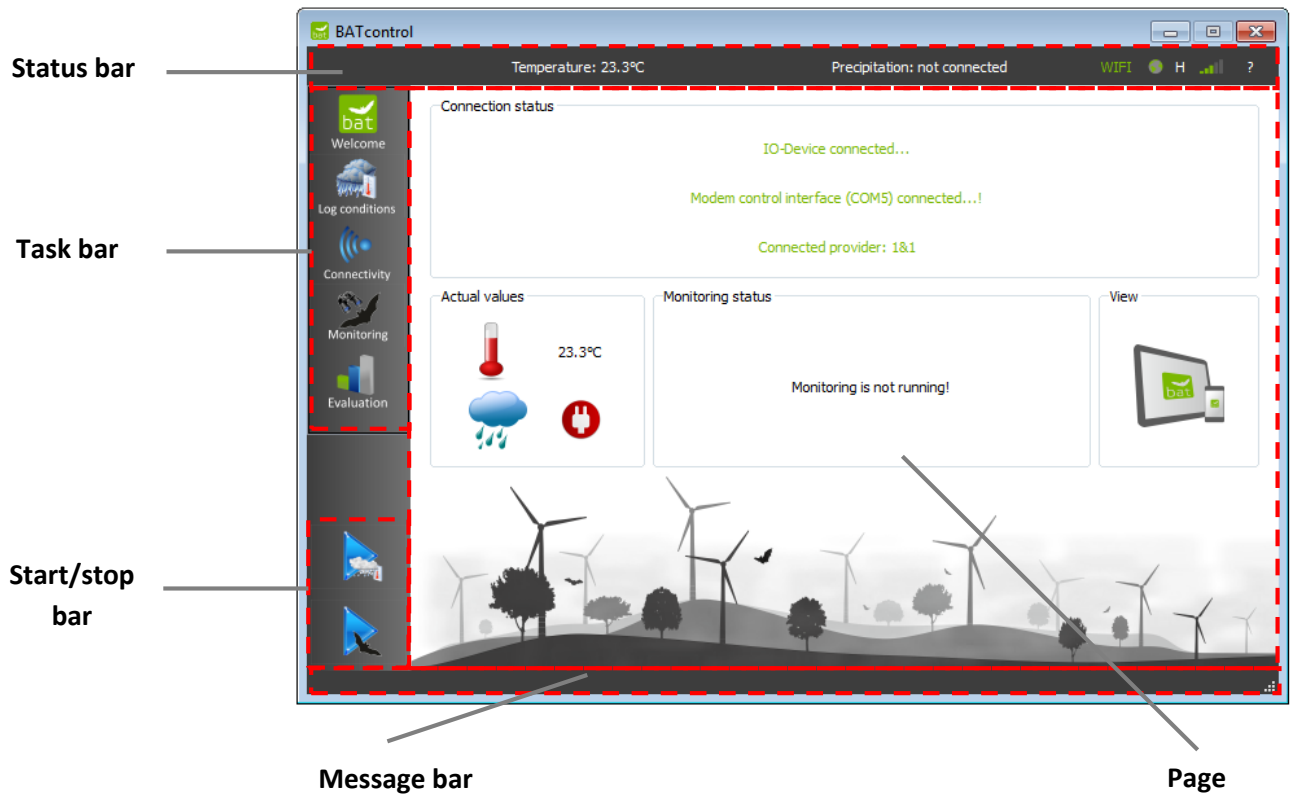 BATcontrol
Status bar
Temperature: 23.3°C
Precipitation: not connected
WIFI
H
?
Connection status
bat
Welcome
IO-Device connected...
Log conditions
Modem control interface (COM5) connected...!
Task bar
Connected provider: 1&1
Connectivity
Actual values
Monitoring status
View
Monitoring
23.3°C
Monitoring is not running!
bat
Evaluation
Start/stop
bar
Message bar
Page